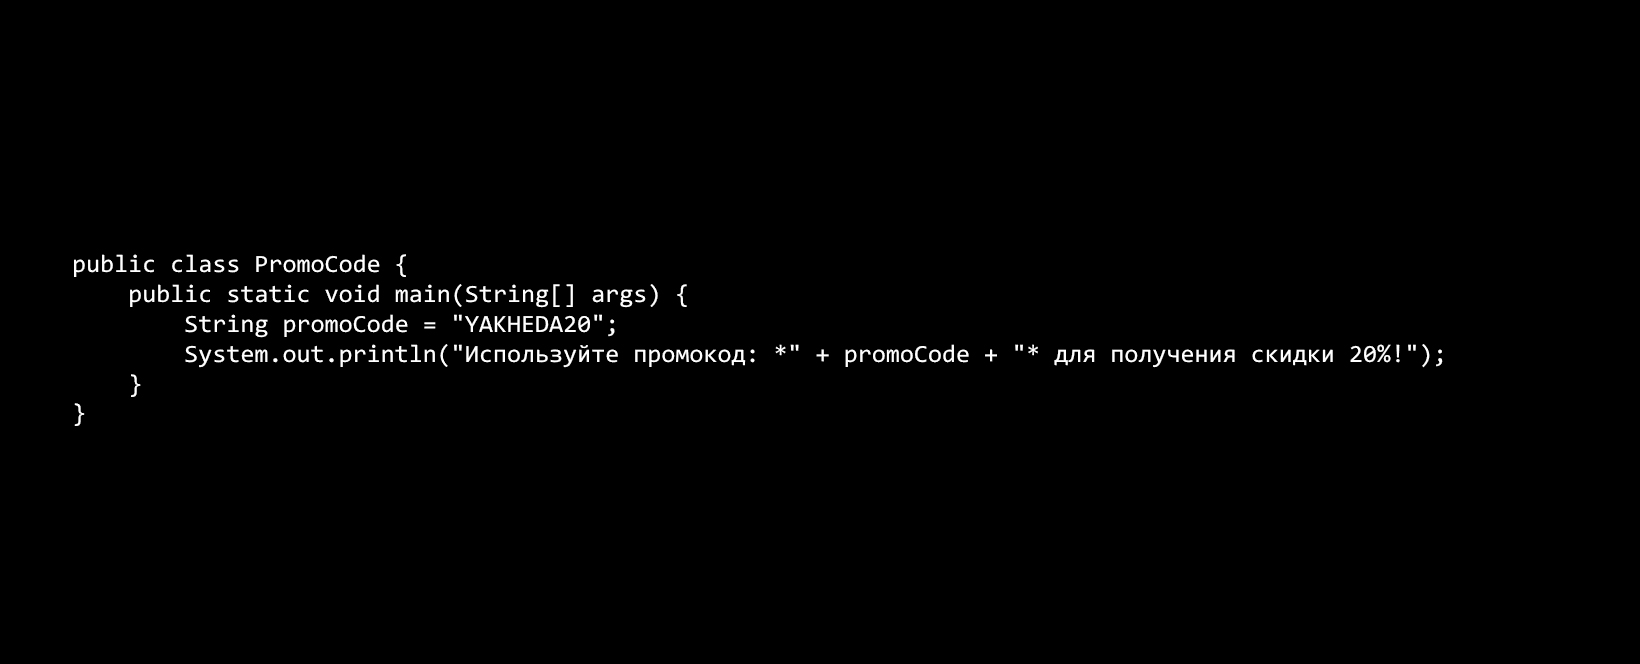 public class PromoCode {
    public static void main(String[] args) {
        String promoCode = "YAKHEDA20";
        System.out.println("Используйте промокод: *" + promoCode + "* для получения скидки 20%!");
    }
}